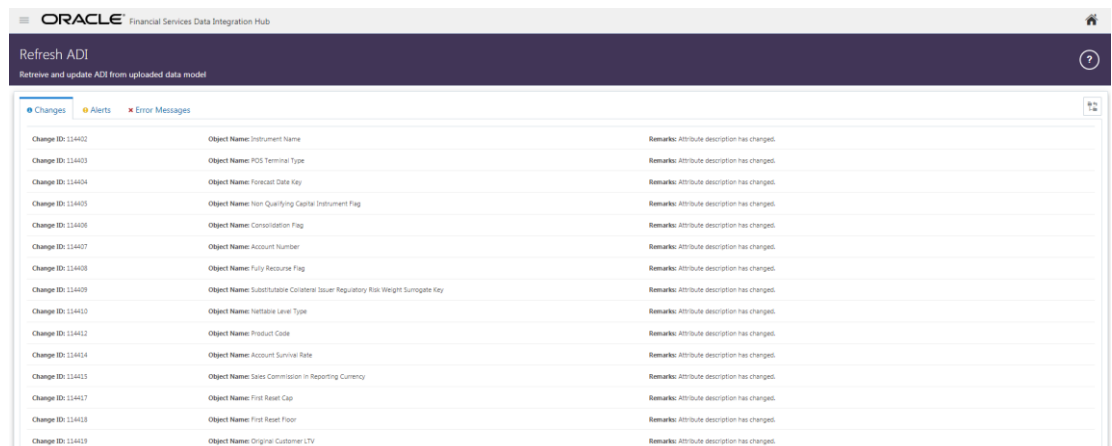 ORACLE® Financial Services Data Integration Hub
Refresh ADI
Retreive and update ADI from uploaded data model
?
Changes Alerts Error Messages
Change ID: 114402 Object Name: Instrument Name Remarks: Attribute description has changed.
Change ID: 114403 Object Name: POS Terminal Type Remarks: Attribute description has changed.
Change ID: 114404 Object Name: Forecast Date Key Remarks: Attribute description has changed.
Change ID: 114405 Object Name: Non Qualifying Capital Instrument Flag Remarks: Attribute description has changed.
Change ID: 114406 Object Name: Consolidation Flag Remarks: Attribute description has changed.
Change ID: 114407 Object Name: Account Number Remarks: Attribute description has changed.
Change ID: 114408 Object Name: Fully Recourse Flag Remarks: Attribute description has changed.
Change ID: 114409 Object Name: Substitutable Collateral Issuer Regulatory Risk Weight Surrogate Key Remarks: Attribute description has changed.
Change ID: 114410 Object Name: Nettable Level Type Remarks: Attribute description has changed.
Change ID: 114412 Object Name: Product Code Remarks: Attribute description has changed.
Change ID: 114414 Object Name: Account Survival Rate Remarks: Attribute description has changed.
Change ID: 114415 Object Name: Sales Commission in Reporting Currency Remarks: Attribute description has changed.
Change ID: 114417 Object Name: First Reset Cap Remarks: Attribute description has changed.
Change ID: 114418 Object Name: First Reset Floor Remarks: Attribute description has changed.
Change ID: 114419 Object Name: Original Customer LTV Remarks: Attribute description has changed.